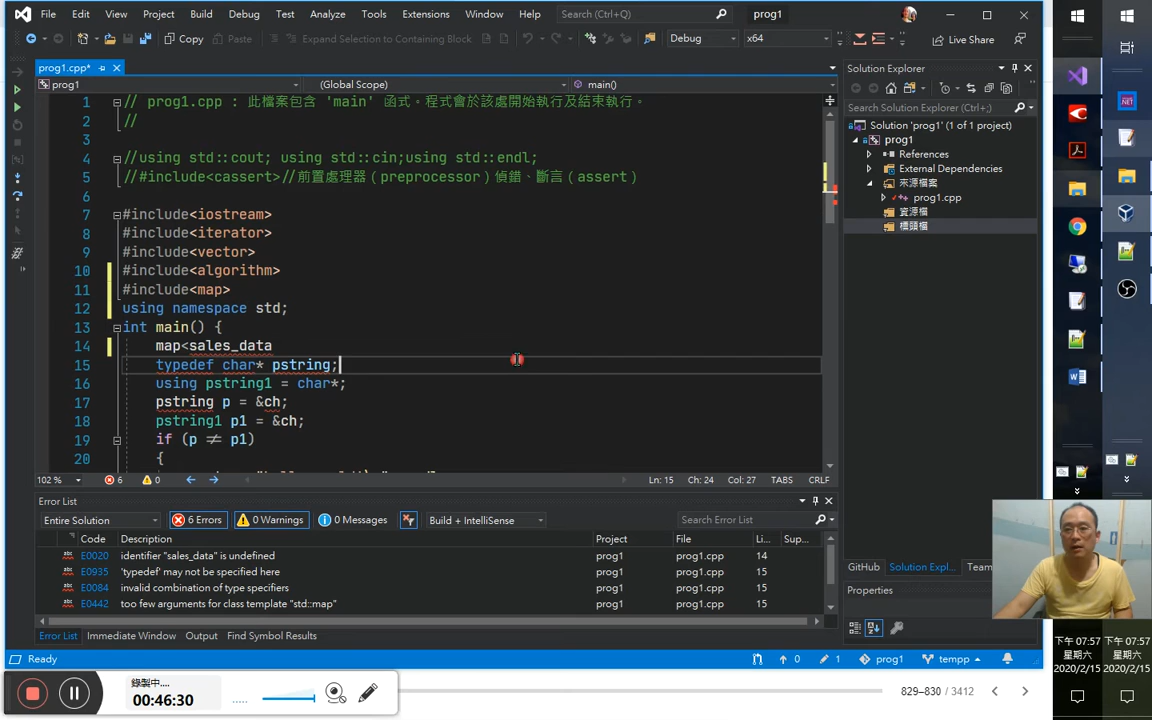 File Edit View Git Project Build Debug Test Analyze Tools Extensions Window Help Search (Ctrl+Q) prog1
Copy Paste Expand Selection to Containing Block Debug x64 Live Share
prog1.cpp*
prog1 (Global Scope) main()
1 // prog1.cpp : 此檔案包含 'main' 函式。程式會於該處開始執行及結束執行。
2 //
3
4 //using std::cout; using std::cin;using std::endl;
5 //#include<cassert>//前置處理器（preprocessor）偵錯、斷言（assert）
6
7 #include<iostream>
8 #include<iterator>
9 #include<vector>
10 #include<algorithm>
11 #include<map>
12 using namespace std;
13 int main() {
14 map<sales_data
15 typedef char* pstring;
16 using pstring1 = char*;
17 pstring p = &ch;
18 pstring1 p1 = &ch;
19 if (p ≠ p1)
20 {
102 % 6 0 Ln: 15 Ch: 24 Col: 27 TABS CRLF
Error List
Entire Solution 6 Errors 0 Warnings 0 Messages Build + IntelliSense Search Error List
Code Description Project File Li... Sup...
E0020 identifier "sales_data" is undefined prog1 prog1.cpp 14
E0935 'typedef' may not be specified here prog1 prog1.cpp 15
E0084 invalid combination of type specifiers prog1 prog1.cpp 15
E0442 too few arguments for class template "std::map" prog1 prog1.cpp 15
Error List Immediate Window Output Find Symbol Results
Ready 0 1 prog1 tempp
Solution Explorer
Search Solution Explorer (Ctrl+;)
Solution 'prog1' (1 of 1 project)
prog1
References
External Dependencies
來源檔案
prog1.cpp
資源檔
標頭檔
GitHub Solution Expl... Team
Properties
.NET
錄製中...
00:46:30
829–830 / 3412
下午 07:57
星期六
2020/2/15
下午 07:57
星期六
2020/2/15